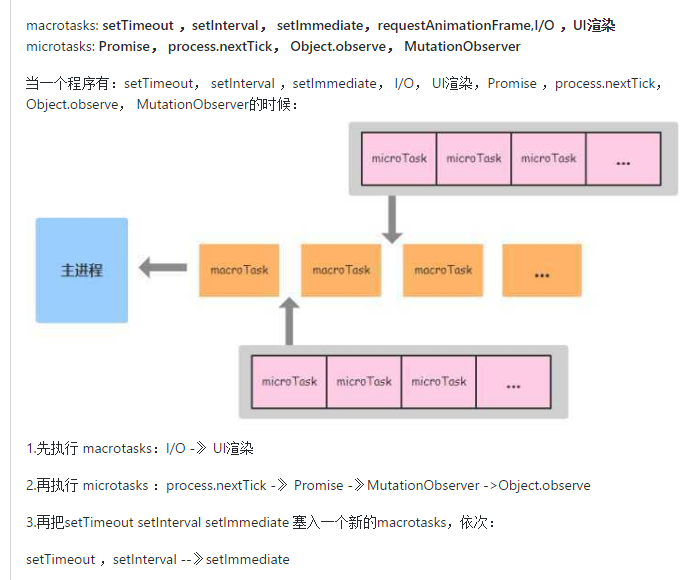 macrotasks: setTimeout ，setInterval， setImmediate，requestAnimationFrame,I/O ，UI渲染
microtasks: Promise， process.nextTick， Object.observe， MutationObserver
当一个程序有：setTimeout， setInterval ，setImmediate， I/O， UI渲染，Promise ，process.nextTick，
Object.observe， MutationObserver的时候：
microTask microTask microTask ...
主进程 macroTask macroTask macroTask ...
microTask microTask microTask ...
1.先执行 macrotasks：I/O -》 UI渲染
2.再执行 microtasks ：process.nextTick -》 Promise -》MutationObserver ->Object.observe
3.再把setTimeout setInterval setImmediate 塞入一个新的macrotasks，依次：
setTimeout ，setInterval --》setImmediate